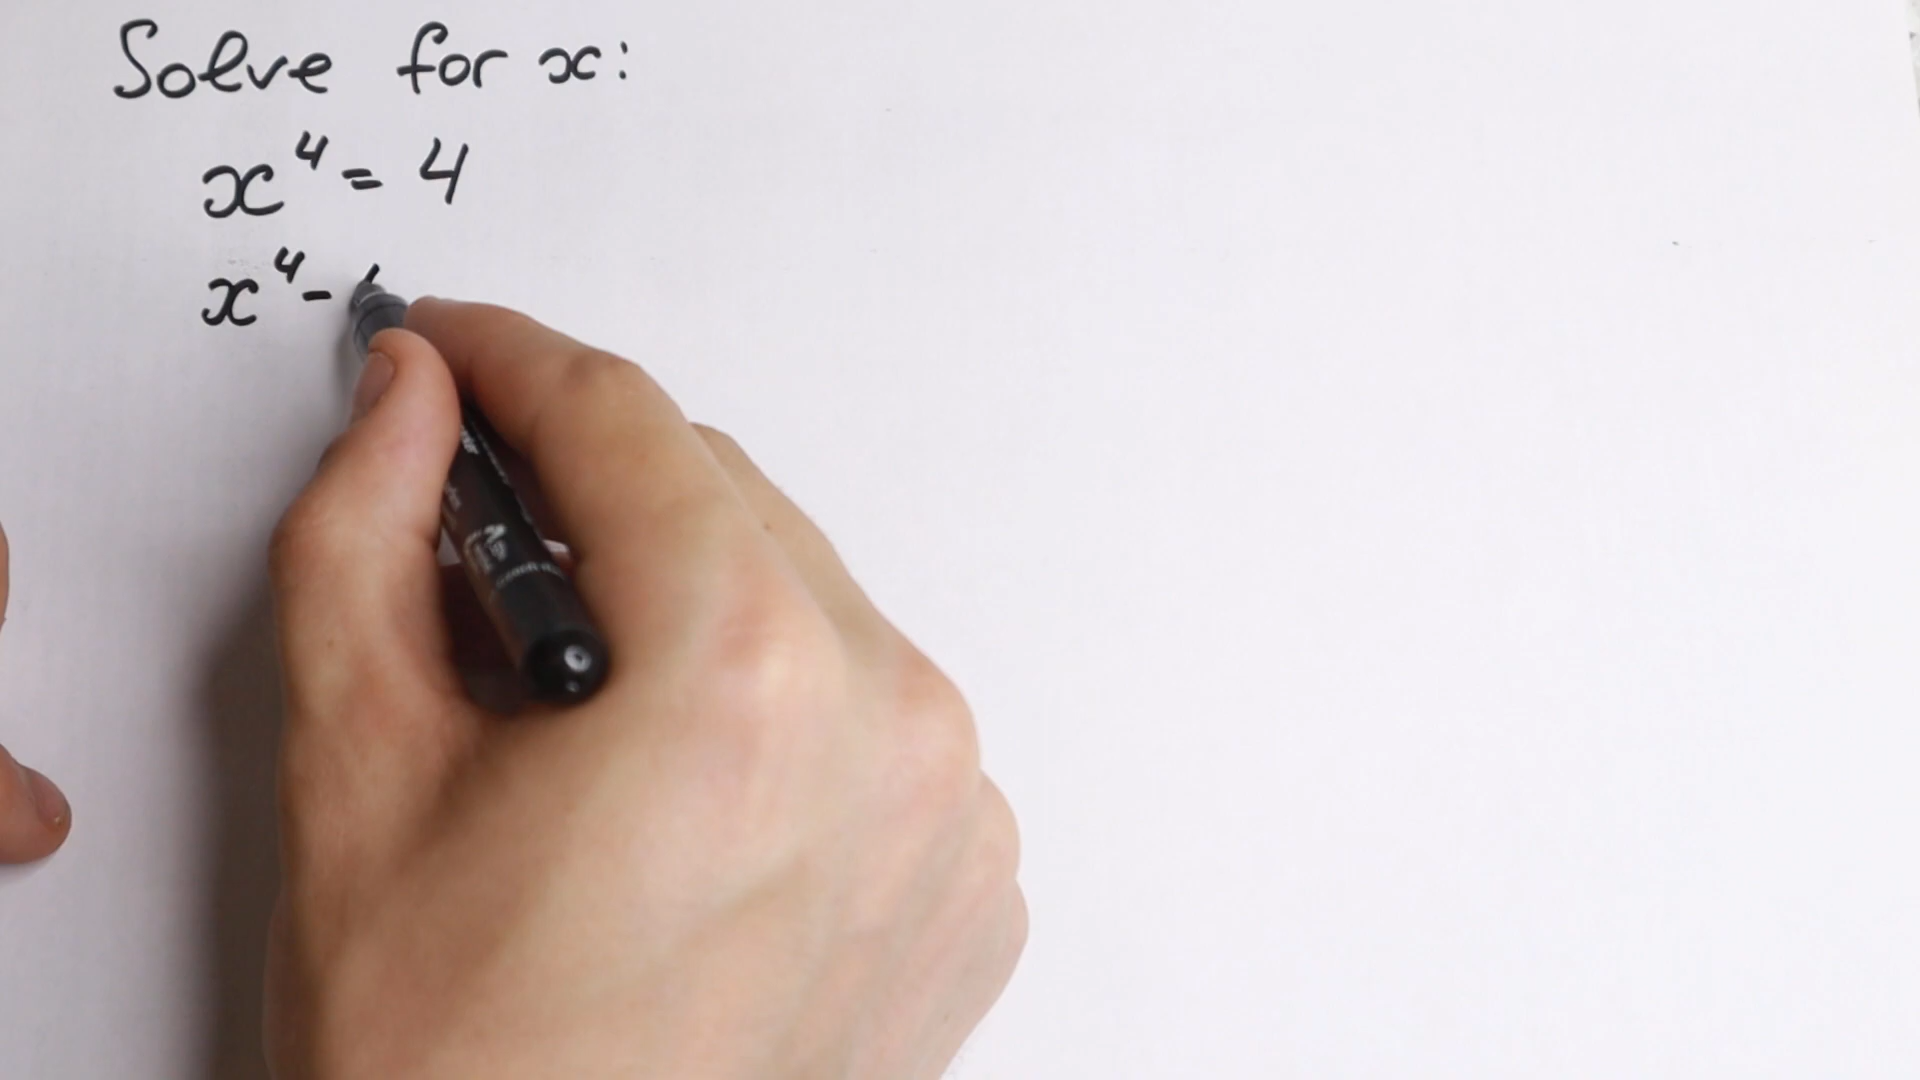 Solve for x:
x⁴ = 4
x⁴ -